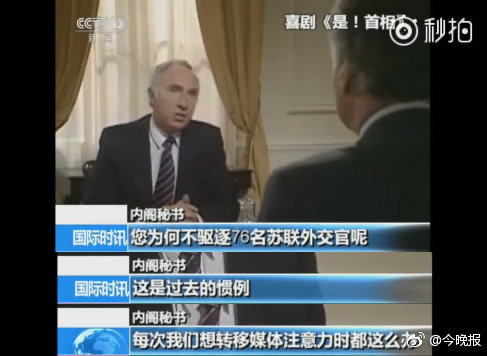 CCTV
新闻
喜剧《是！首相》：
秒拍
内阁秘书
国际时讯 您为何不驱逐76名苏联外交官呢
内阁秘书
国际时讯 这是过去的惯例
内阁秘书
每次我们想转移媒体注意力时都这么
@今晚报